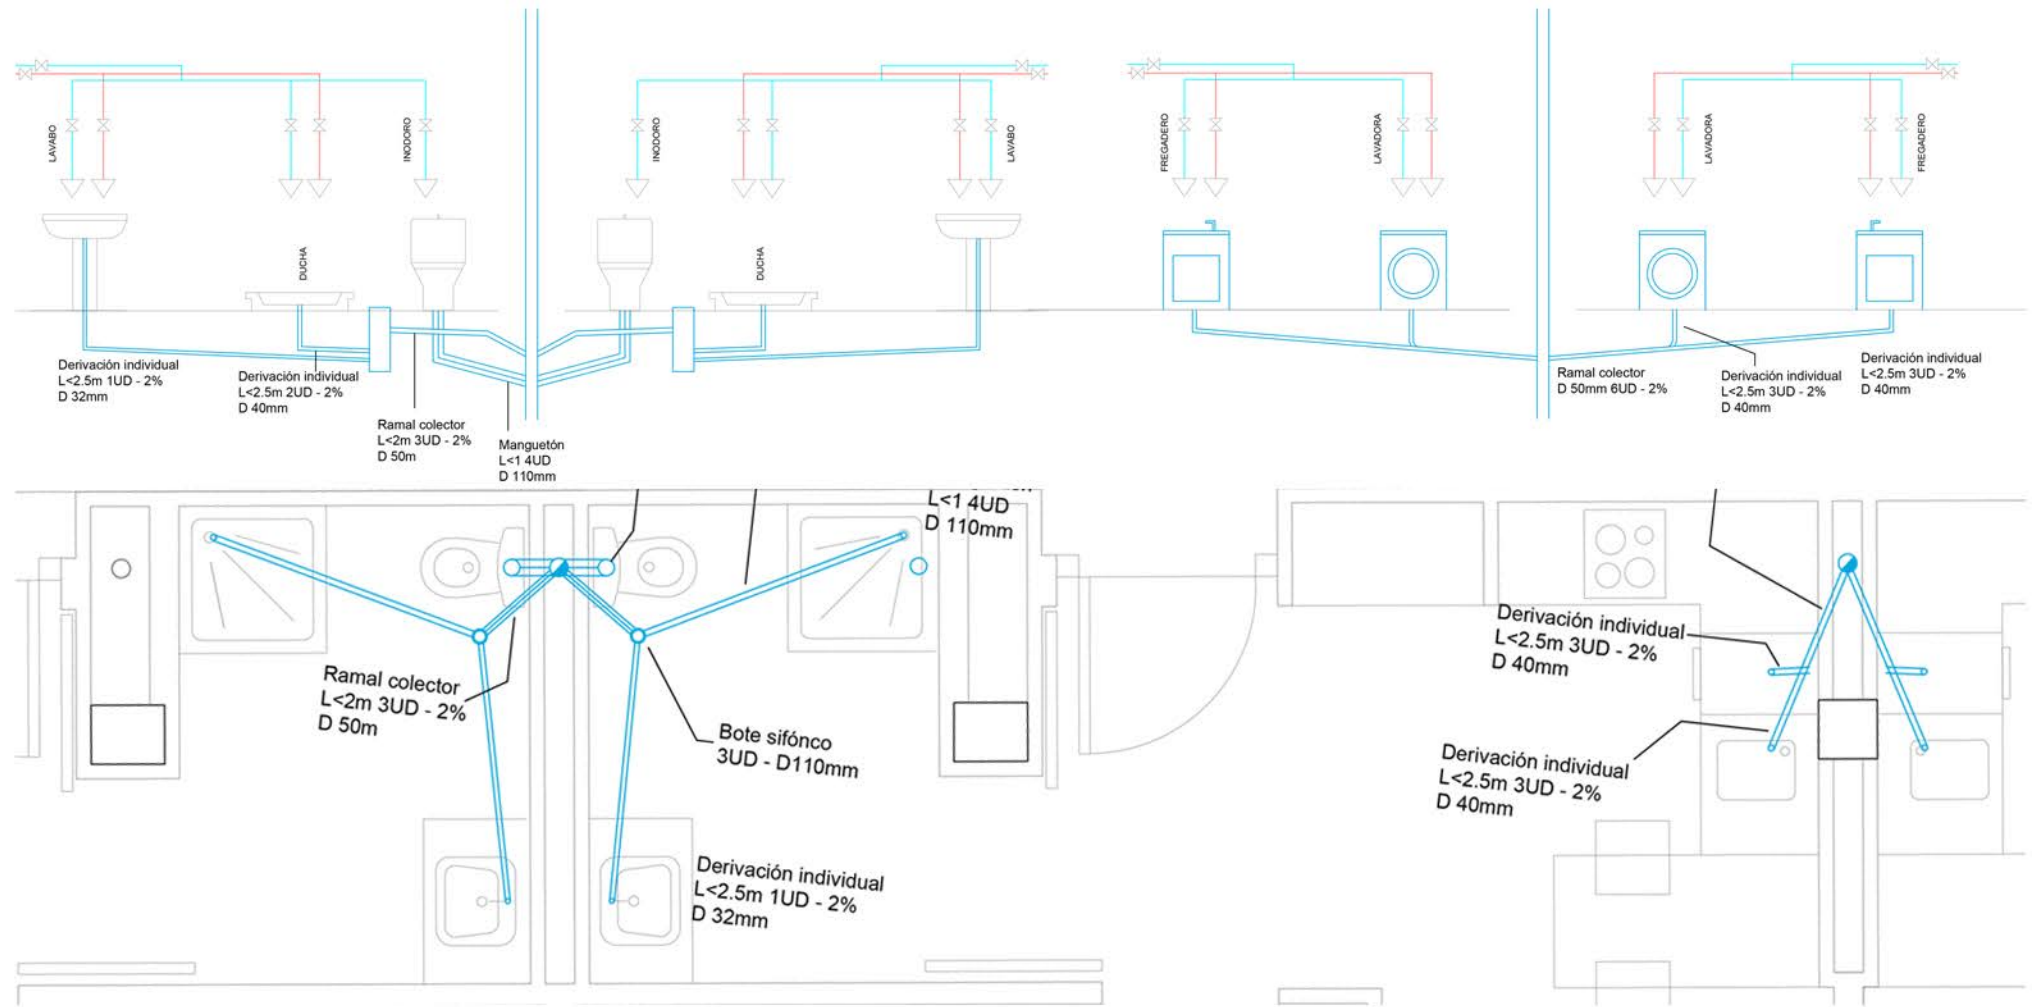 LAVABO
INODORO
INODORO
LAVABO
FREGADERO
LAVADORA
LAVADORA
FREGADERO
DUCHA
DUCHA
Derivación individual
L<2.5m 1UD - 2%
D 32mm
Derivación individual
L<2.5m 2UD - 2%
D 40mm
Ramal colector
L<2m 3UD - 2%
D 50m
Manguetón
L<1 4UD
D 110mm
Ramal colector
D 50mm 6UD - 2%
Derivación individual
L<2.5m 3UD - 2%
D 40mm
Derivación individual
L<2.5m 3UD - 2%
D 40mm
L<1 4UD
D 110mm
Ramal colector
L<2m 3UD - 2%
D 50m
Bote sifónco
3UD - D110mm
Derivación individual
L<2.5m 1UD - 2%
D 32mm
Derivación individual
L<2.5m 3UD - 2%
D 40mm
Derivación individual
L<2.5m 3UD - 2%
D 40mm